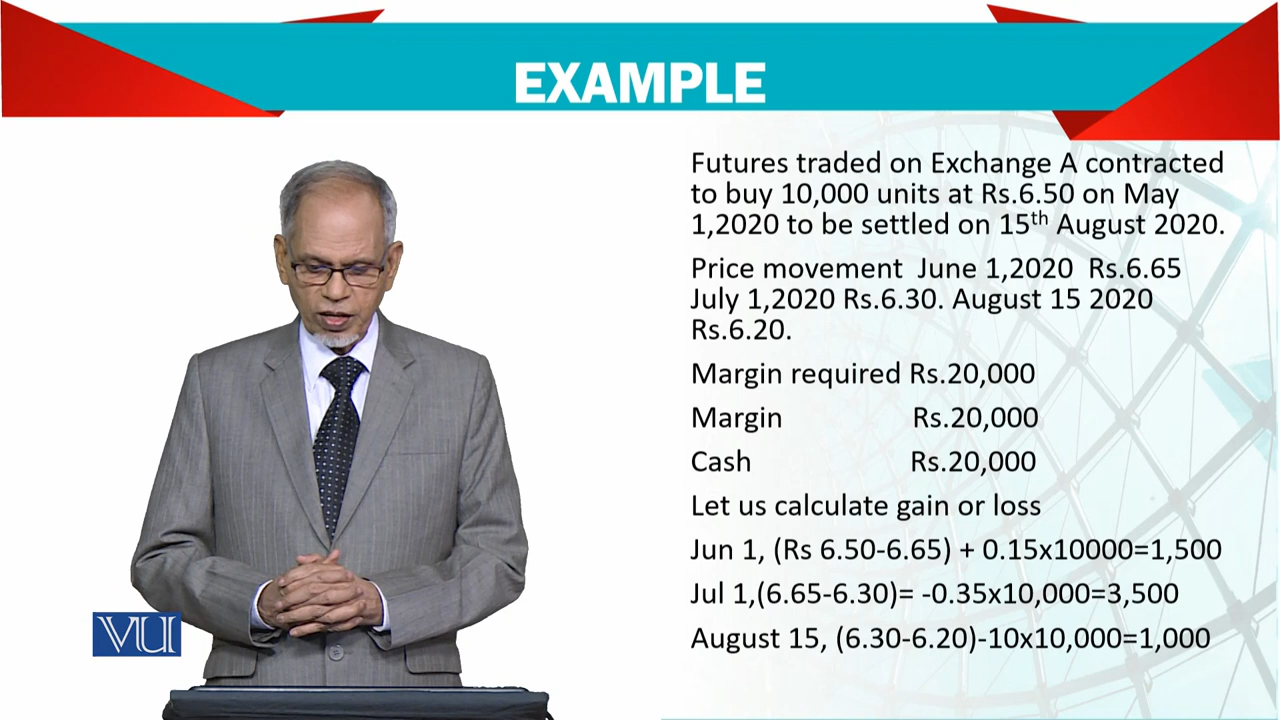 EXAMPLE
Futures traded on Exchange A contracted
to buy 10,000 units at Rs.6.50 on May
1,2020 to be settled on 15th August 2020.
Price movement June 1,2020 Rs.6.65
July 1,2020 Rs.6.30. August 15 2020
Rs.6.20.
Margin required Rs.20,000
Margin Rs.20,000
Cash Rs.20,000
Let us calculate gain or loss
Jun 1, (Rs 6.50-6.65) + 0.15x10000=1,500
Jul 1,(6.65-6.30)= -0.35x10,000=3,500
August 15, (6.30-6.20)-10x10,000=1,000
VU